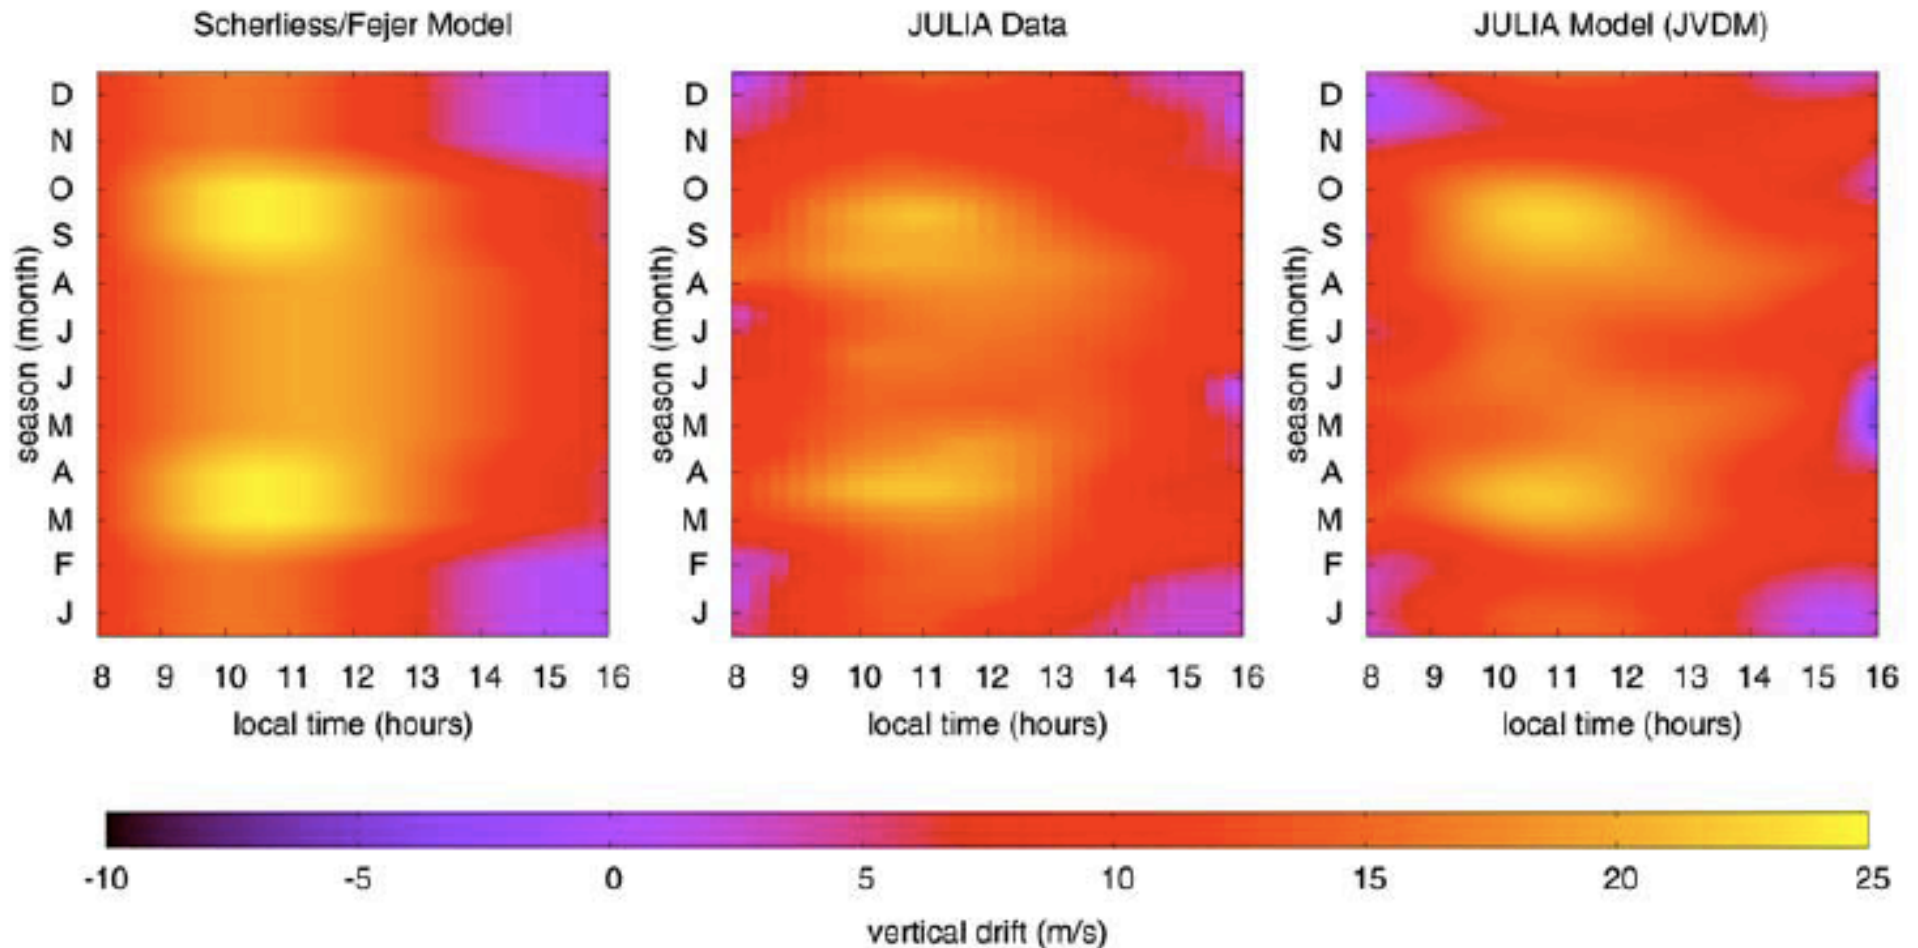 Scherliess/Fejer Model
JULIA Data
JULIA Model (JVDM)
season (month)
D
N
O
S
A
J
J
M
A
M
F
J
8 9 10 11 12 13 14 15 16
local time (hours)
season (month)
D
N
O
S
A
J
J
M
A
M
F
J
8 9 10 11 12 13 14 15 16
local time (hours)
season (month)
D
N
O
S
A
J
J
M
A
M
F
J
8 9 10 11 12 13 14 15 16
local time (hours)
-10 -5 0 5 10 15 20 25
vertical drift (m/s)